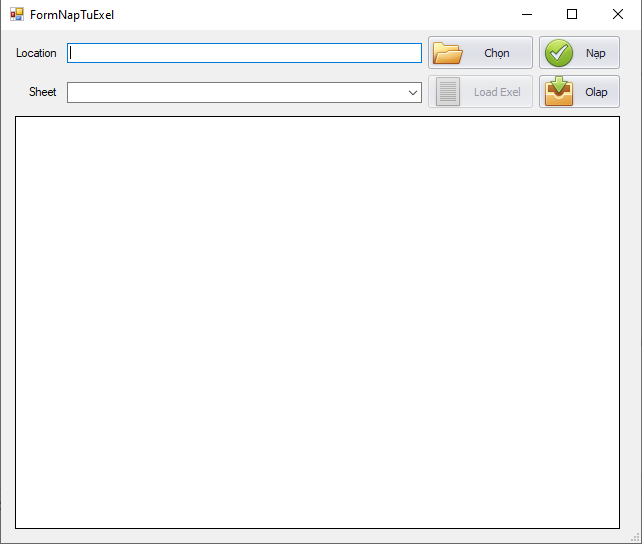 FormNapTuExel
Location
Chọn
Nạp
Sheet
Load Exel
Olap